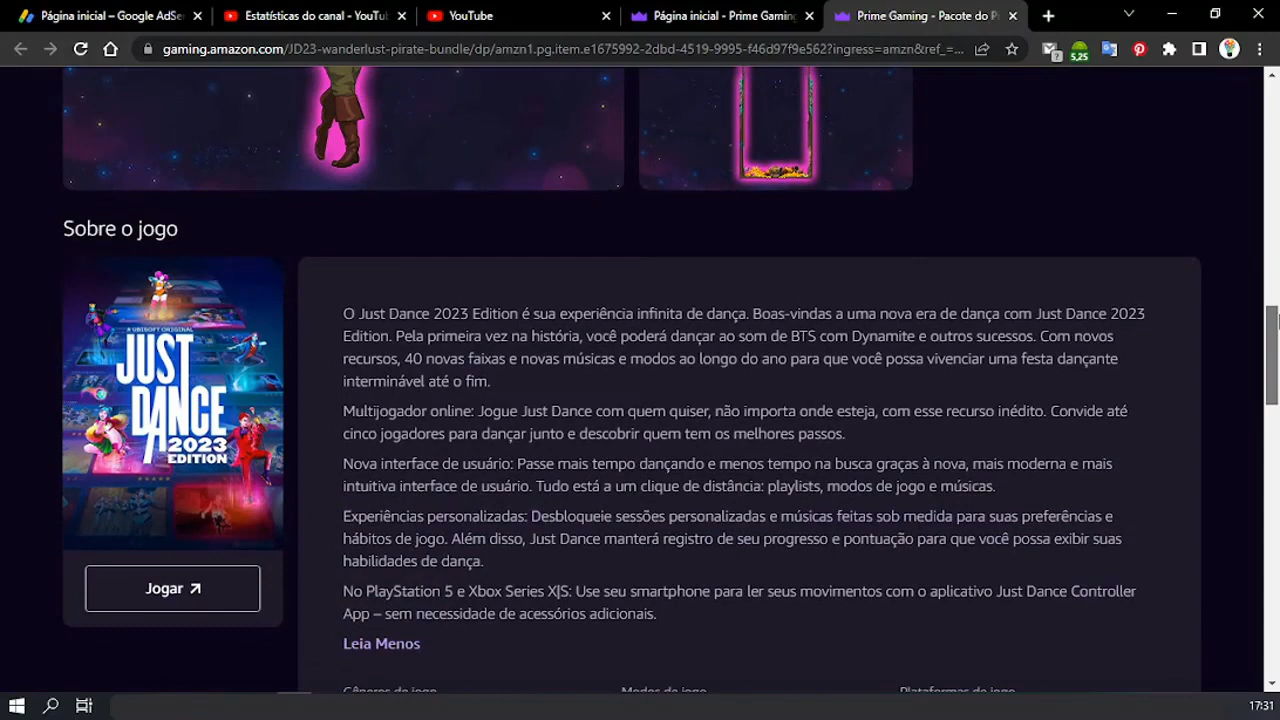 Página inicial – Google AdSen
Estatísticas do canal - YouTu
YouTube
Página inicial - Prime Gaming
Prime Gaming - Pacote do P
gaming.amazon.com/JD23-wanderlust-pirate-bundle/dp/amzn1.pg.item.e1675992-2dbd-4519-9995-f46d97f9e562?ingress=amzn&ref_=...
5,25
Sobre o jogo
A UBISOFT ORIGINAL
JUST
DANCE
2023
EDITION
Jogar
O Just Dance 2023 Edition é sua experiência infinita de dança. Boas-vindas a uma nova era de dança com Just Dance 2023
Edition. Pela primeira vez na história, você poderá dançar ao som de BTS com Dynamite e outros sucessos. Com novos
recursos, 40 novas faixas e novas músicas e modos ao longo do ano para que você possa vivenciar uma festa dançante
interminável até o fim.
Multijogador online: Jogue Just Dance com quem quiser, não importa onde esteja, com esse recurso inédito. Convide até
cinco jogadores para dançar junto e descobrir quem tem os melhores passos.
Nova interface de usuário: Passe mais tempo dançando e menos tempo na busca graças à nova, mais moderna e mais
intuitiva interface de usuário. Tudo está a um clique de distância: playlists, modos de jogo e músicas.
Experiências personalizadas: Desbloqueie sessões personalizadas e músicas feitas sob medida para suas preferências e
hábitos de jogo. Além disso, Just Dance manterá registro de seu progresso e pontuação para que você possa exibir suas
habilidades de dança.
No PlayStation 5 e Xbox Series X|S: Use seu smartphone para ler seus movimentos com o aplicativo Just Dance Controller
App – sem necessidade de acessórios adicionais.
Leia Menos
Gêneros de jogo
Modos de jogo
Plataformas de jogo
17:31